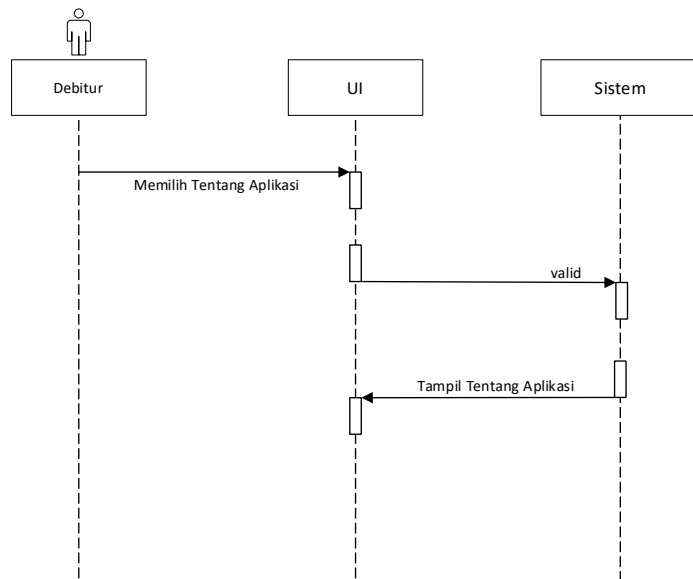 Debitur
UI
Sistem
Memilih Tentang Aplikasi
valid
Tampil Tentang Aplikasi